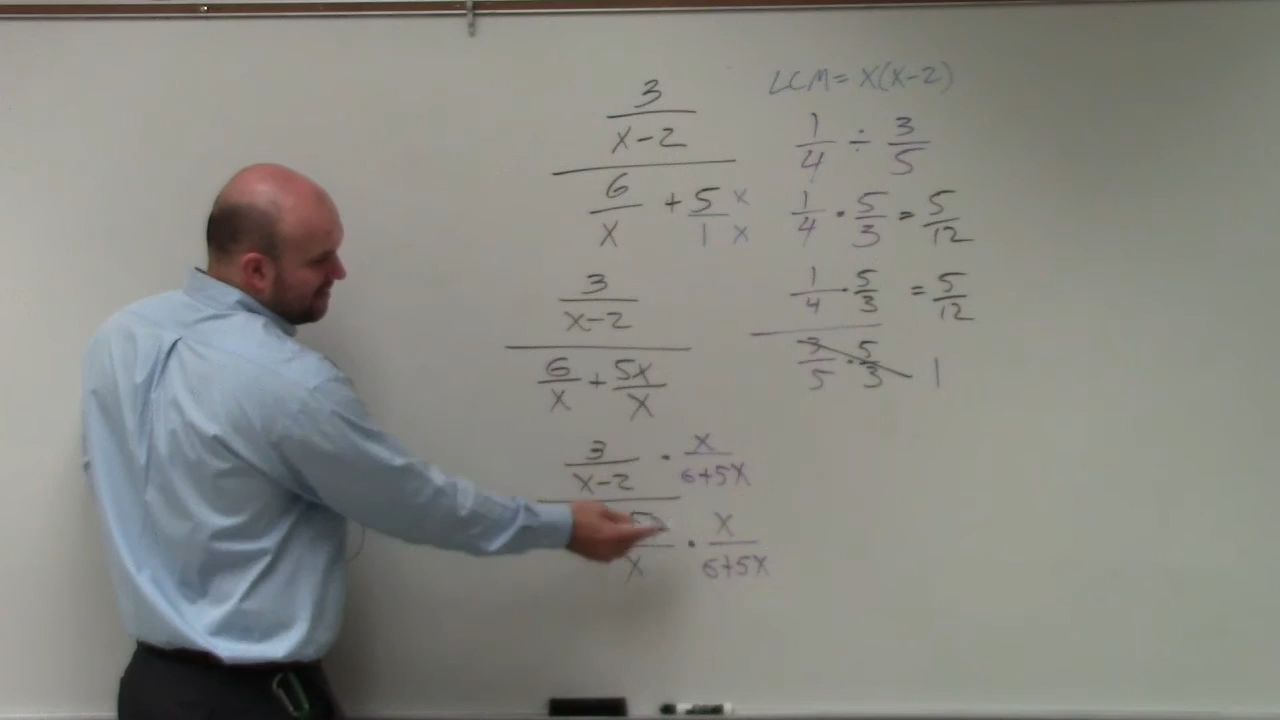 3
x-2
6/x + 5/1 x/x
3
x-2
6/x + 5x/x
3/x-2 · x/6+5x
x · x/6+5x
LCM = x(x-2)
1/4 ÷ 3/5
1/4 · 5/3 = 5/12
1/4 · 5/3 = 5/12
3/5 · 5/3 1